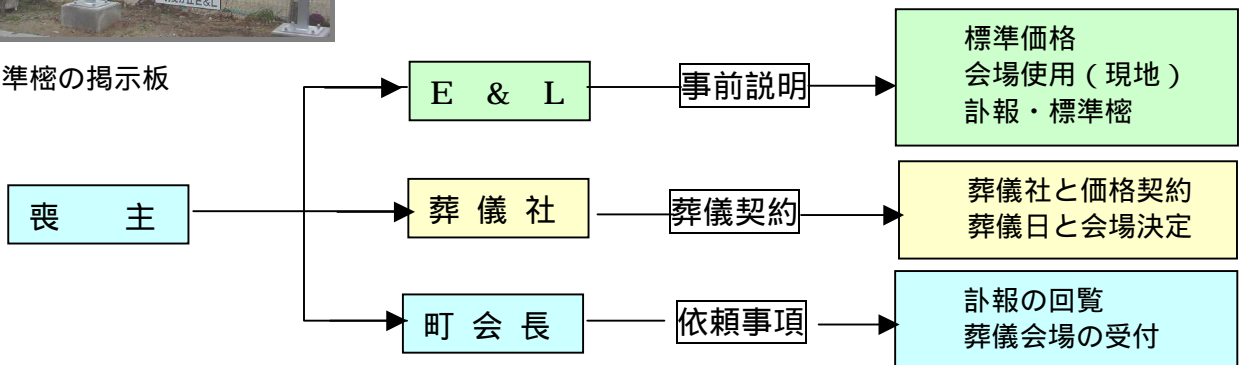 準樒の掲示板
E & L
事前説明
標準価格
会場使用(現地)
訃報・標準樒
喪 主
葬 儀 社
葬儀契約
葬儀社と価格契約
葬儀日と会場決定
町 会 長
依頼事項
訃報の回覧
葬儀会場の受付